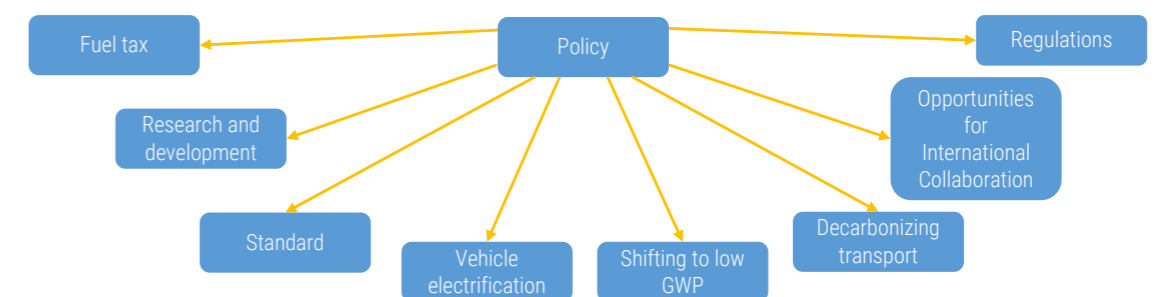 Fuel tax
Policy
Regulations
Research and
development
Opportunities
for
International
Collaboration
Standard
Vehicle
electrification
Shifting to low
GWP
Decarbonizing
transport